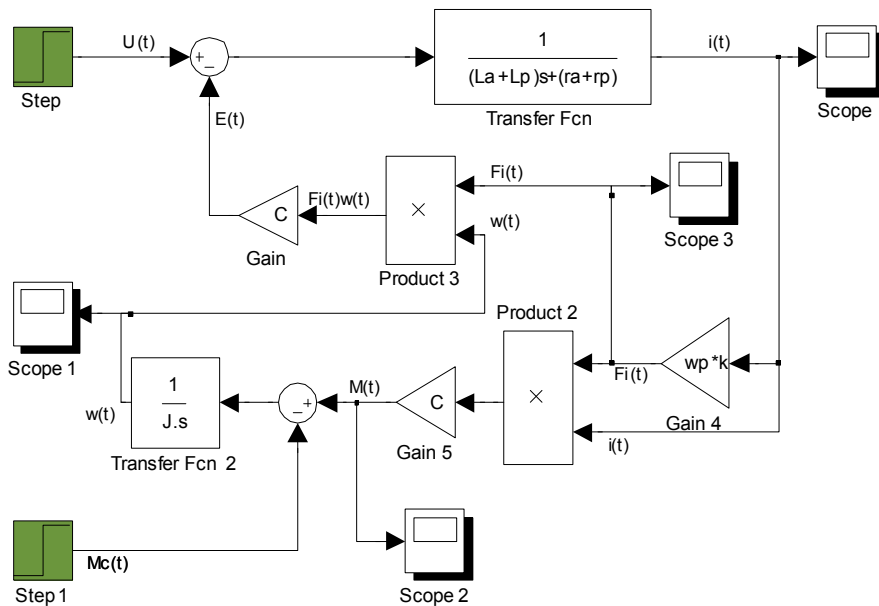 U(t)
+
−
1
(La+Lp)s+(ra+rp)
i(t)
Step
Transfer Fcn
Scope
E(t)
Fi(t)
Fi(t)w(t)
×
C
w(t)
Scope 3
Gain
Product 3
Product 2
Scope 1
wp*k
Fi(t)
1
J.s
M(t)
−
+
C
×
w(t)
Gain 4
i(t)
Transfer Fcn 2
Gain 5
Mc(t)
Step 1
Scope 2